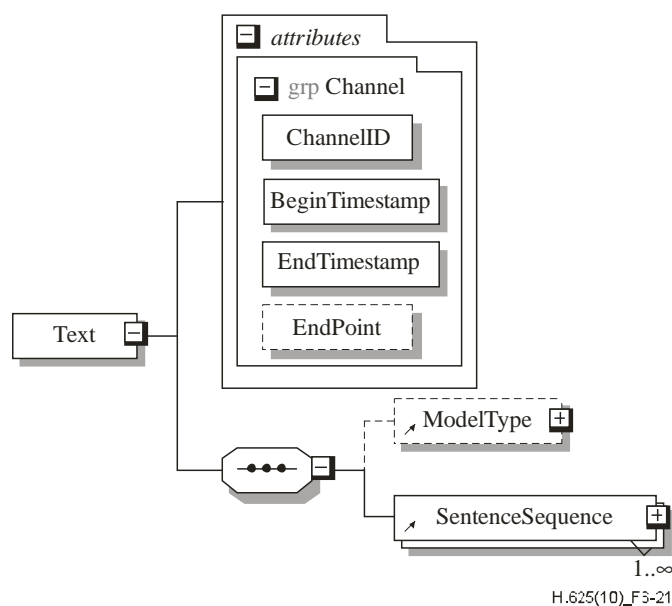 attributes
grp Channel
ChannelID
BeginTimestamp
EndTimestamp
EndPoint
Text
ModelType
SentenceSequence
1..∞
H.625(10)_F6-21